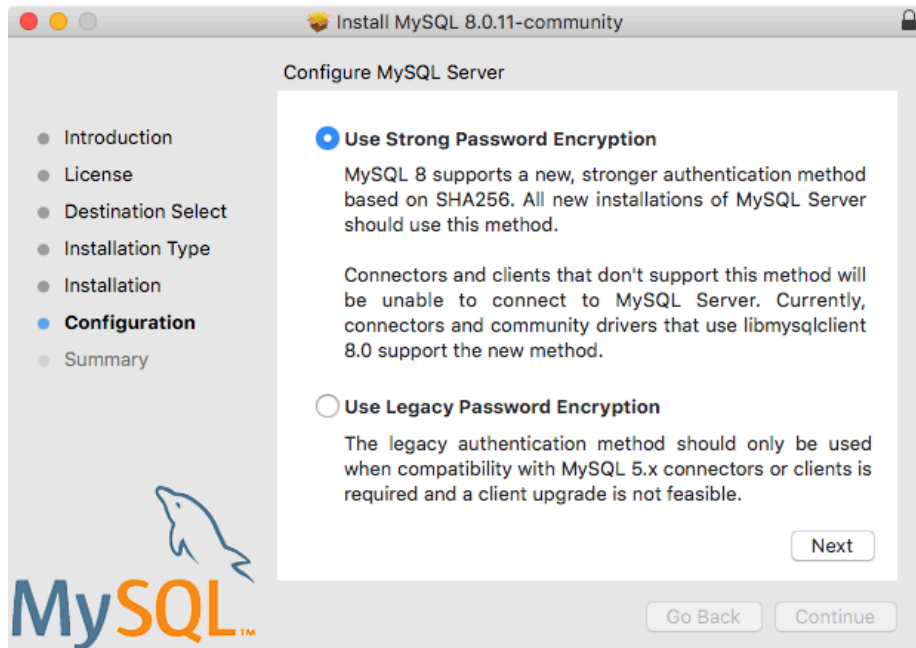 Install MySQL 8.0.11-community
Configure MySQL Server
Introduction
License
Destination Select
Installation Type
Installation
Configuration
Summary
Use Strong Password Encryption
MySQL 8 supports a new, stronger authentication method
based on SHA256. All new installations of MySQL Server
should use this method.
Connectors and clients that don't support this method will
be unable to connect to MySQL Server. Currently,
connectors and community drivers that use libmysqlclient
8.0 support the new method.
Use Legacy Password Encryption
The legacy authentication method should only be used
when compatibility with MySQL 5.x connectors or clients is
required and a client upgrade is not feasible.
Next
MySQL™
Go Back Continue